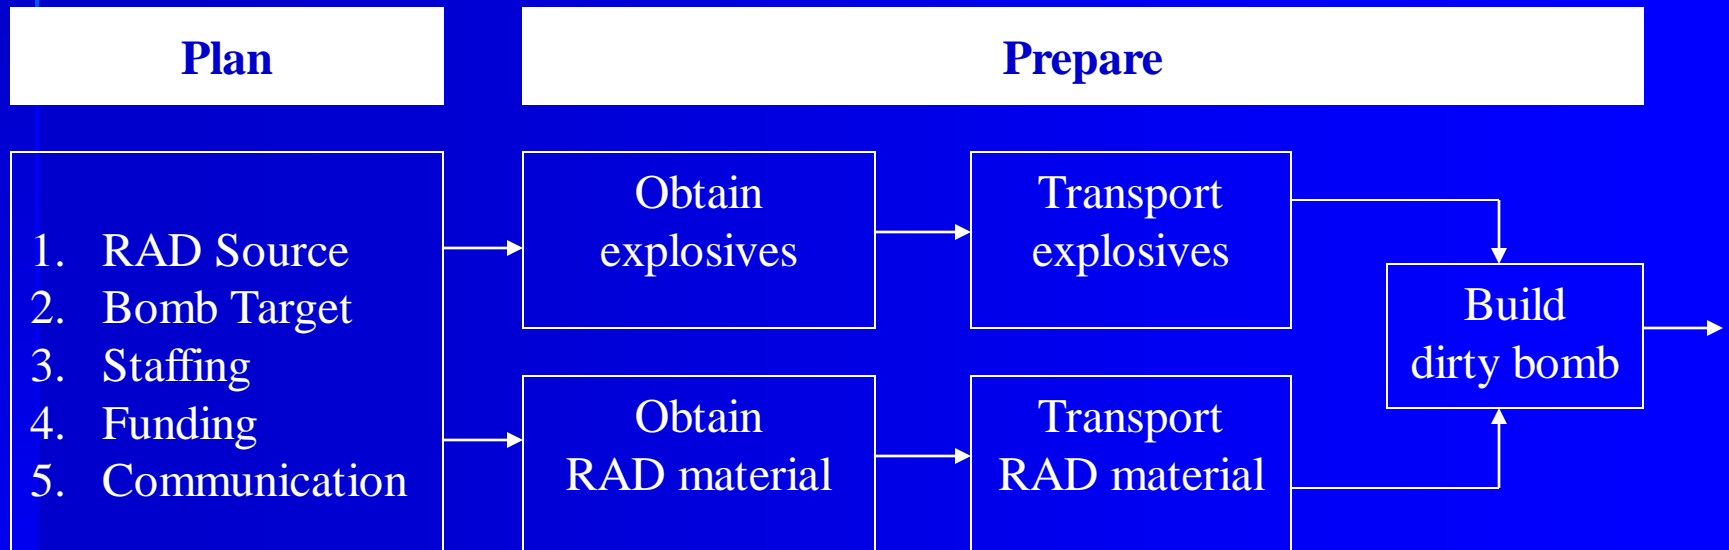 Plan
Prepare
1. RAD Source
2. Bomb Target
3. Staffing
4. Funding
5. Communication
Obtain
explosives
Transport
explosives
Obtain
RAD material
Transport
RAD material
Build
dirty bomb